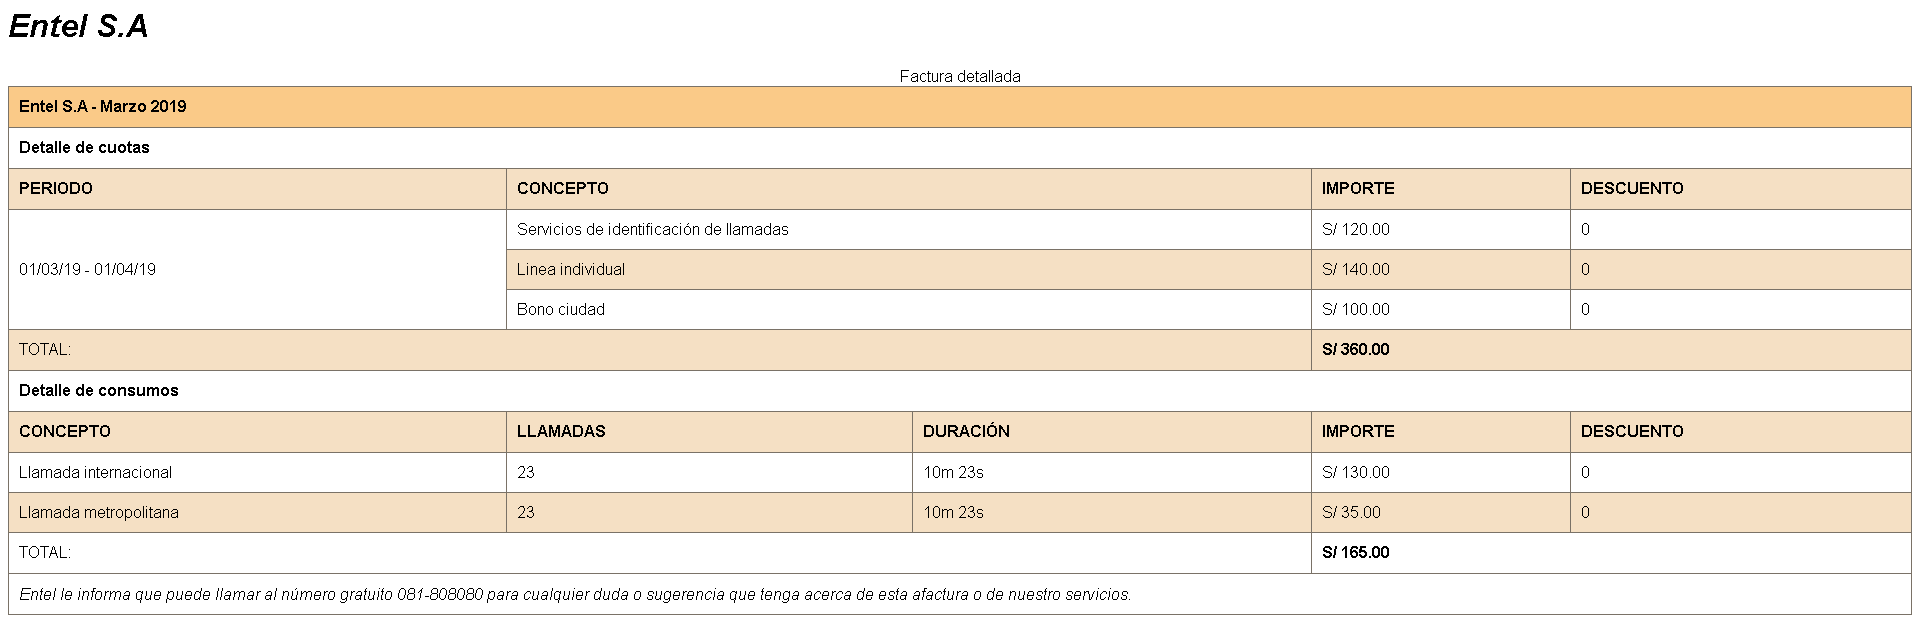 Entel S.A
Factura detallada
Entel S.A - Marzo 2019
Detalle de cuotas
PERIODO CONCEPTO IMPORTE DESCUENTO
Servicios de identificación de llamadas S/ 120.00 0
01/03/19 - 01/04/19 Linea individual S/ 140.00 0
Bono ciudad S/ 100.00 0
TOTAL: S/ 360.00
Detalle de consumos
CONCEPTO LLAMADAS DURACIÓN IMPORTE DESCUENTO
Llamada internacional 23 10m 23s S/ 130.00 0
Llamada metropolitana 23 10m 23s S/ 35.00 0
TOTAL: S/ 165.00
Entel le informa que puede llamar al número gratuito 081-808080 para cualquier duda o sugerencia que tenga acerca de esta afactura o de nuestro servicios.